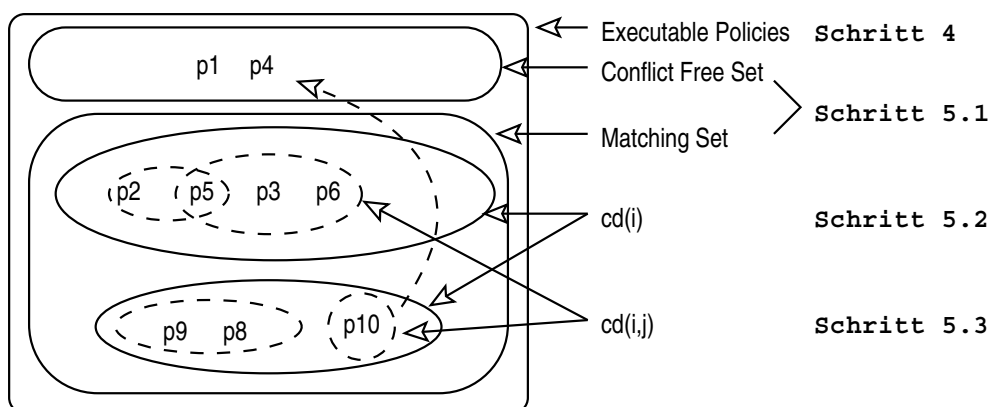 Executable Policies Schritt 4
p1 p4
Conflict Free Set
Schritt 5.1
Matching Set
p2 p5 p3 p6
cd(i) Schritt 5.2
p9 p8 p10
cd(i,j) Schritt 5.3